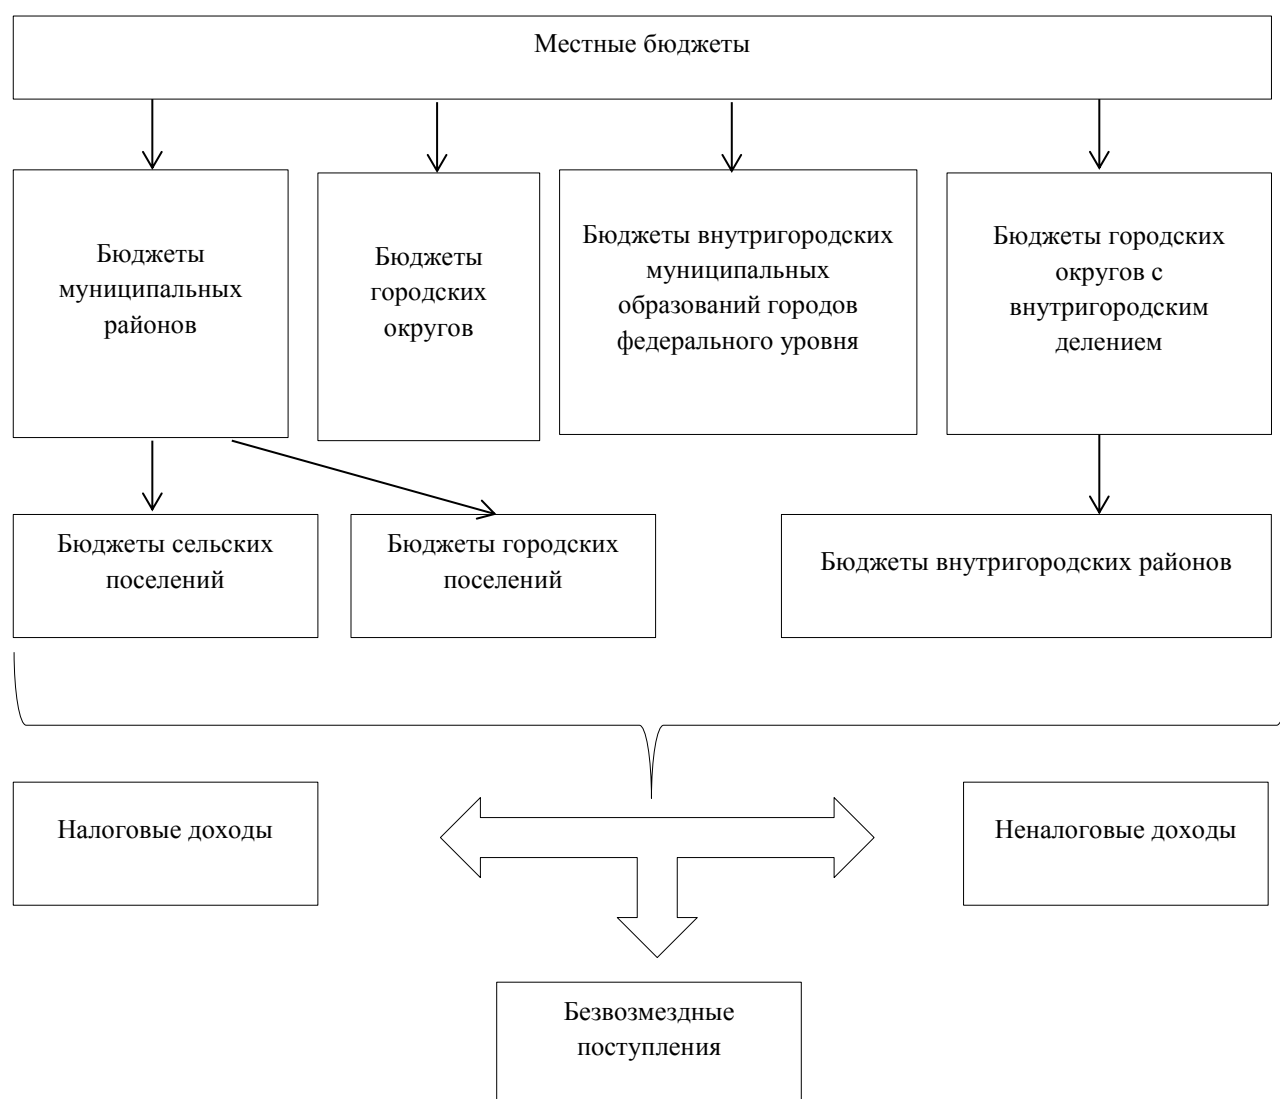 Местные бюджеты
Бюджеты
муниципальных
районов
Бюджеты
городских
округов
Бюджеты внутригородских
муниципальных
образований городов
федерального уровня
Бюджеты городских
округов с
внутригородским
делением
Бюджеты сельских
поселений
Бюджеты городских
поселений
Бюджеты внутригородских районов
Налоговые доходы
Неналоговые доходы
Безвозмездные
поступления